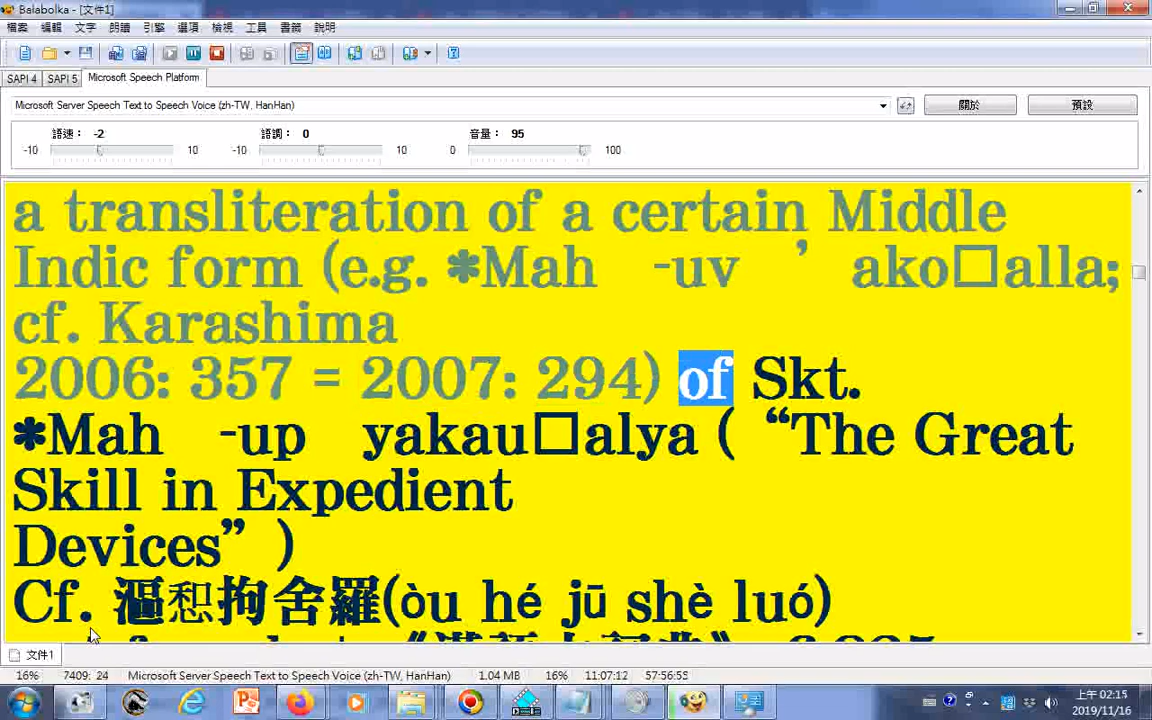 Balabolka - [文件1]
檔案 編輯 文字 朗讀 引擎 選項 檢視 工具 書籤 說明
SAPI 4 SAPI 5 Microsoft Speech Platform
Microsoft Server Speech Text to Speech Voice (zh-TW, HanHan) 關於 預設
語速： -2 語調： 0 音量： 95
-10 10 -10 10 0 100
a transliteration of a certain Middle
Indic form (e.g. *Mah -uv ’ ako□alla;
cf. Karashima
2006: 357 = 2007: 294) of Skt.
*Mah -up yakau□alya ( “The Great
Skill in Expedient
Devices” )
Cf. 漚惒拘舍羅(òu hé jū shè luó)
文件1
16% 7409: 24 Microsoft Server Speech Text to Speech Voice (zh-TW, HanHan) 1.04 MB 16% 11:07:12 57:56:55
上午 02:15
2019/11/16